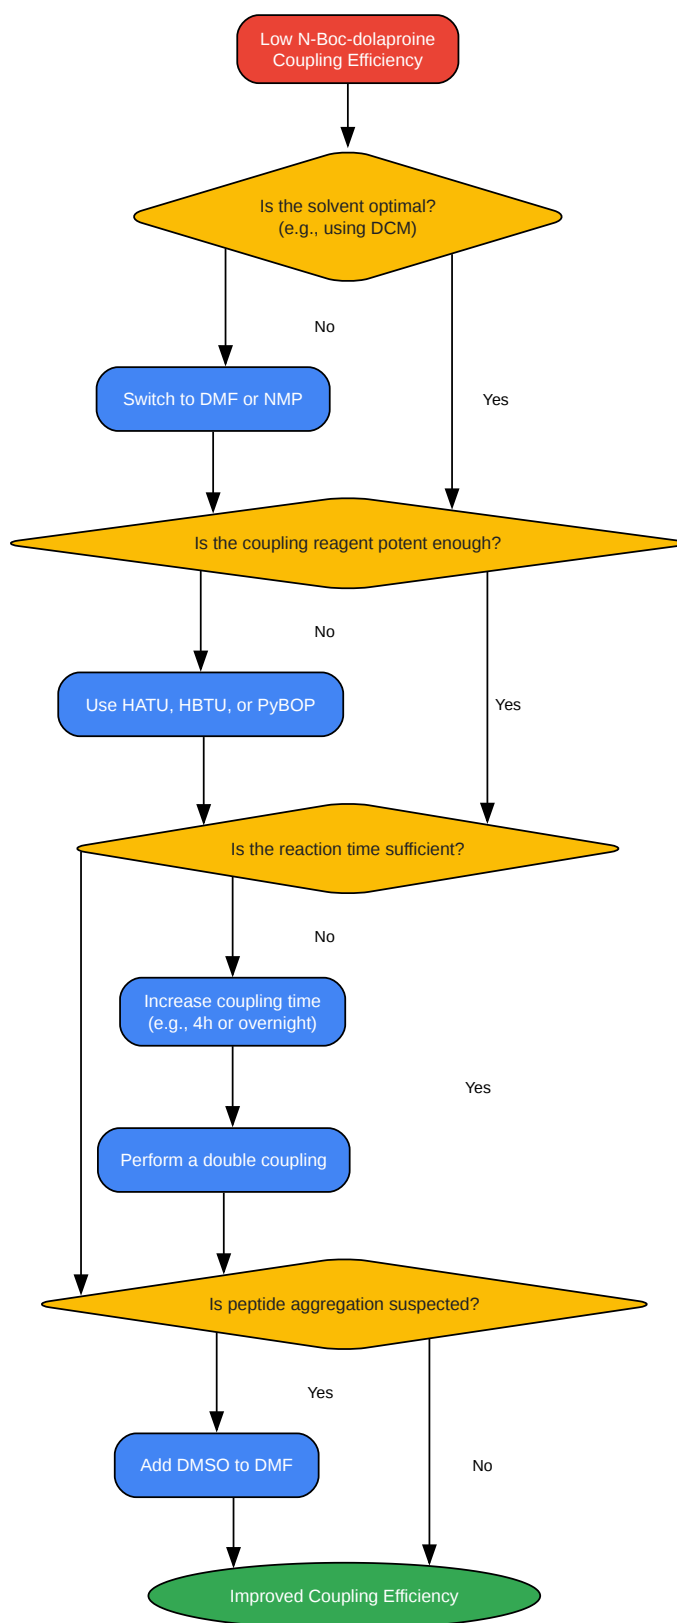 Low N-Boc-dolaproine
Coupling Efficiency
Is the solvent optimal?
(e.g., using DCM)
No
Switch to DMF or NMP
Yes
Is the coupling reagent potent enough?
No
Use HATU, HBTU, or PyBOP
Yes
Is the reaction time sufficient?
No
Increase coupling time
(e.g., 4h or overnight)
Yes
Perform a double coupling
Is peptide aggregation suspected?
Yes
Add DMSO to DMF
No
Improved Coupling Efficiency